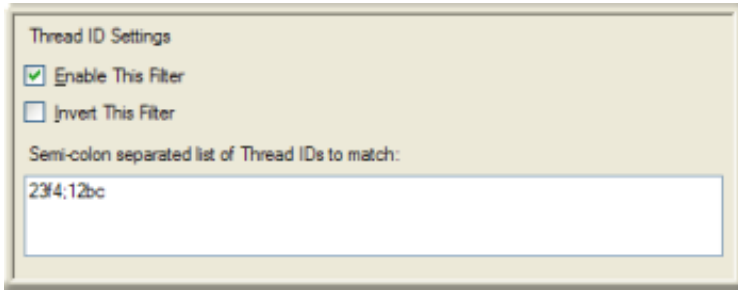 Thread ID Settings
Enable This Filter
Invert This Filter
Semi-colon separated list of Thread IDs to match:
23f4;12bc